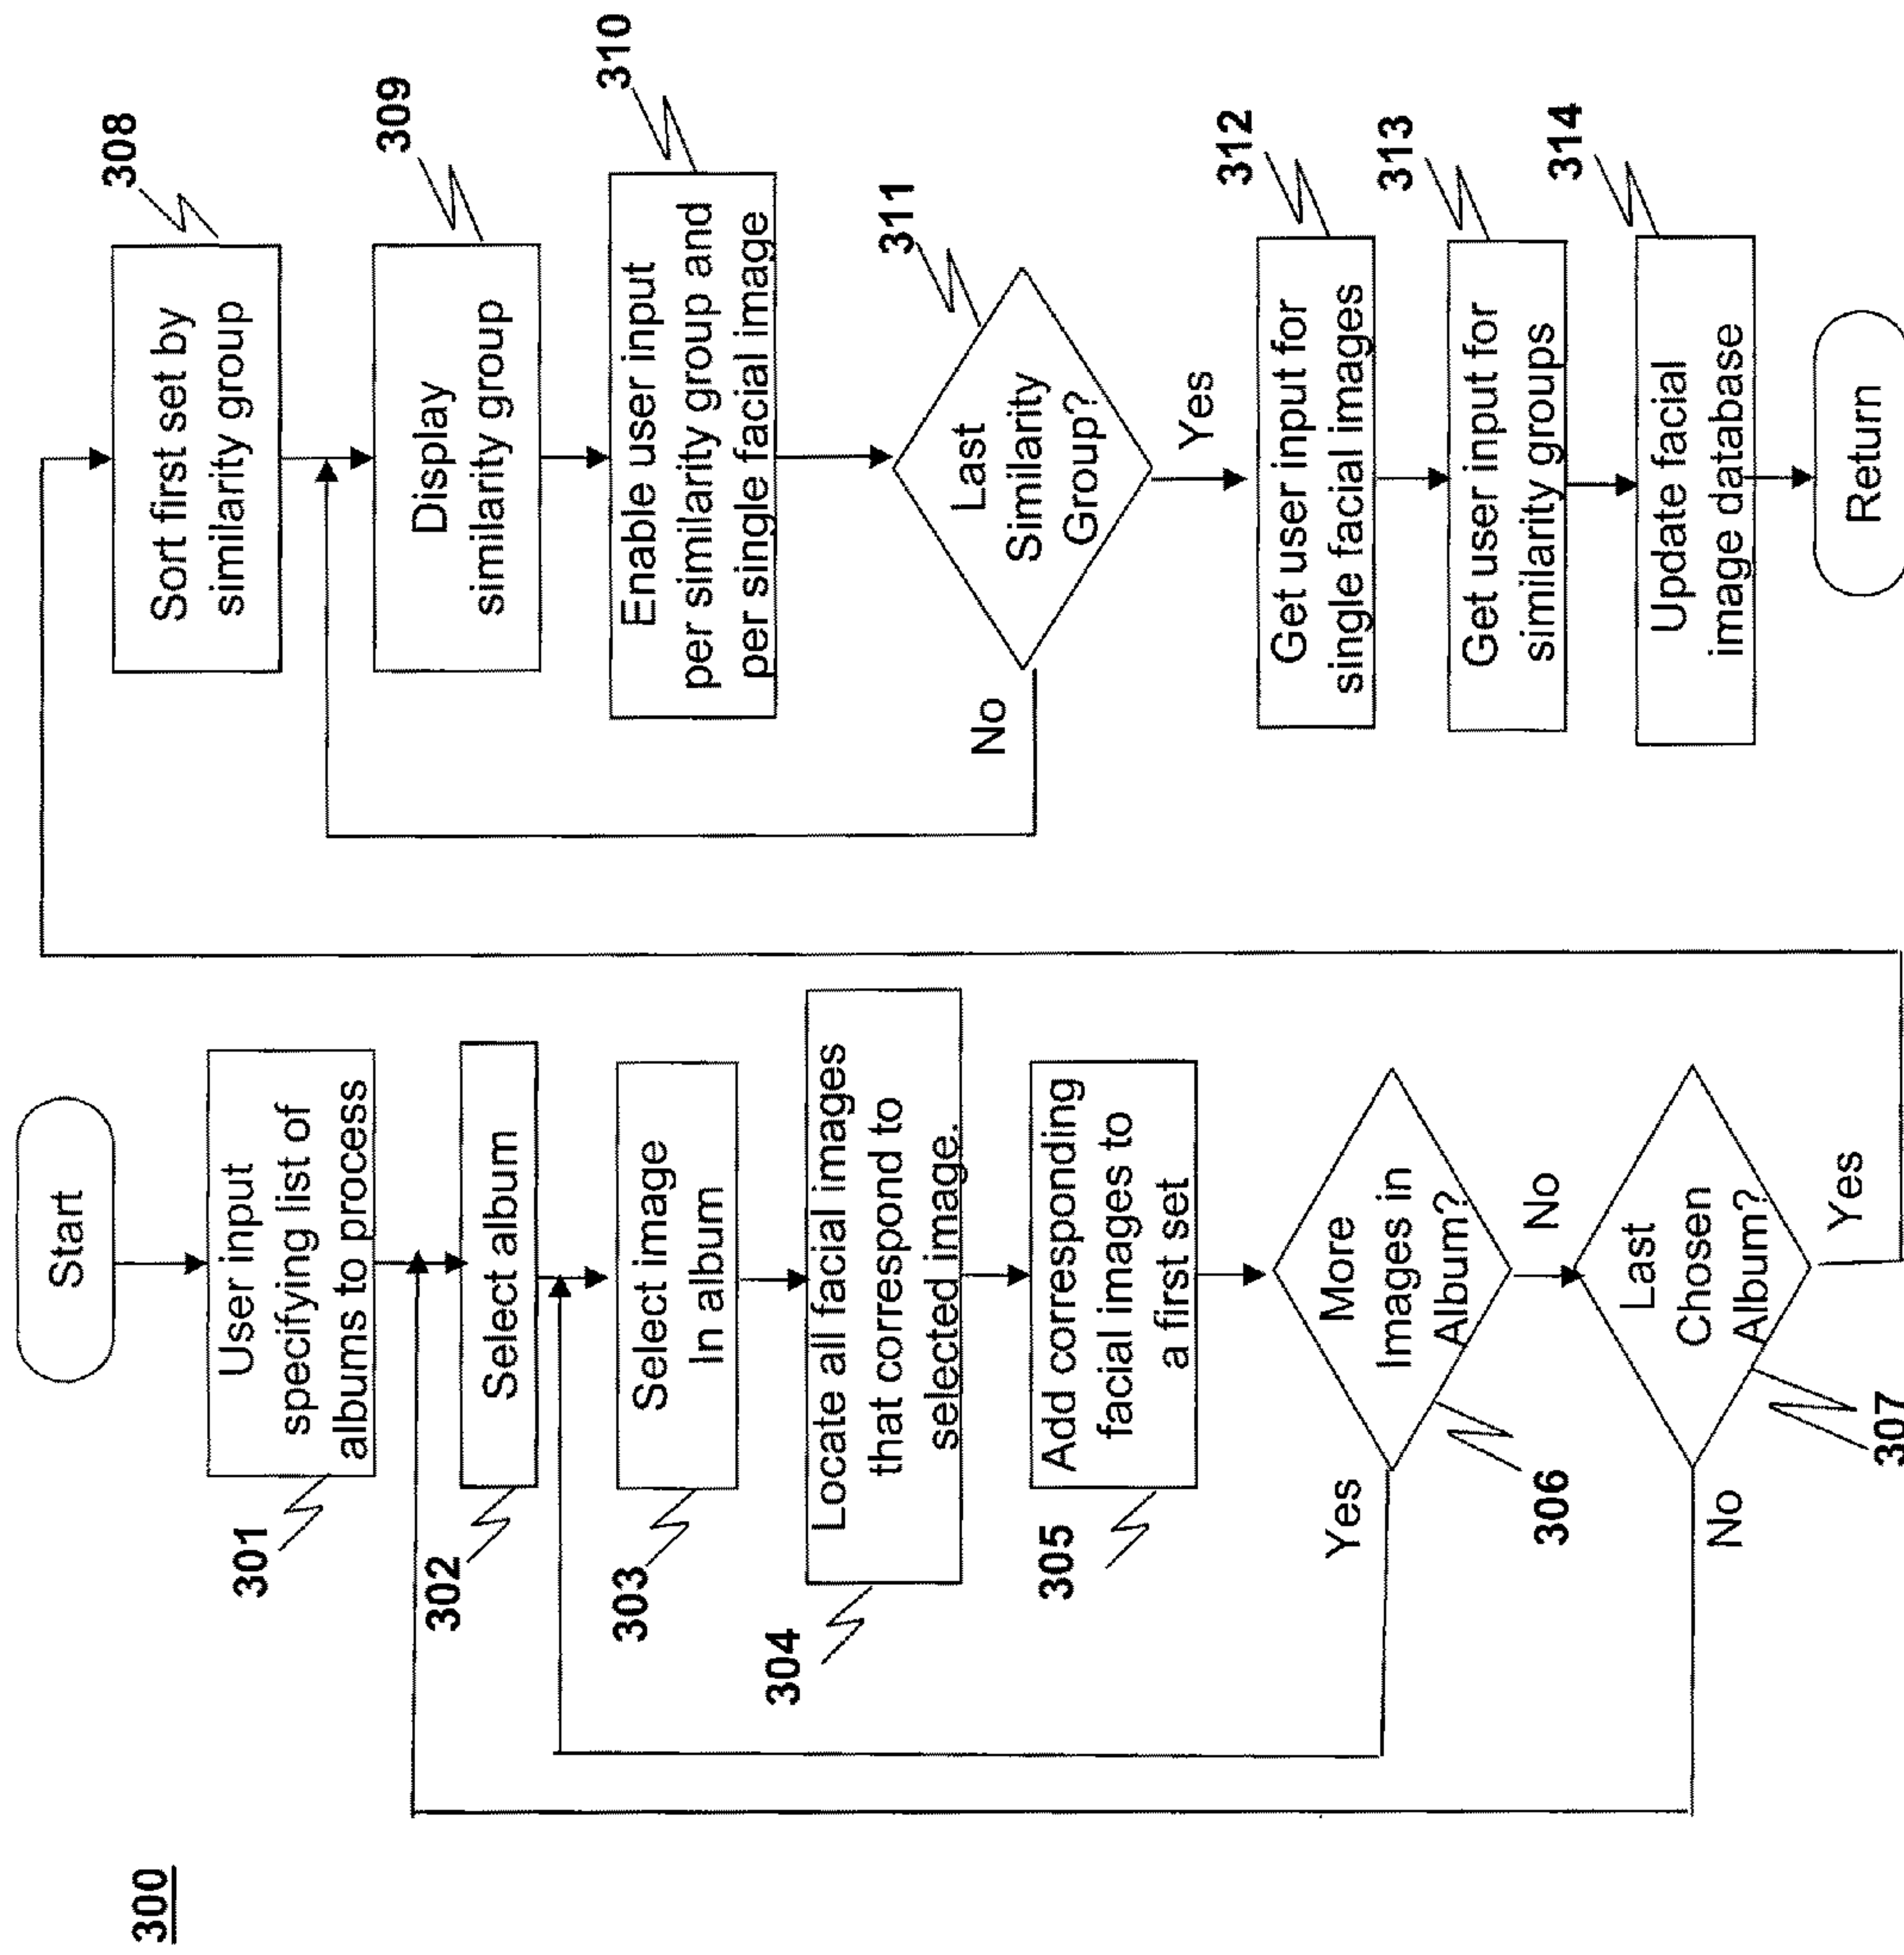 300
Start
User input
specifying list of
albums to process
301
Select album
302
Select image
In album
303
Locate all facial images
that correspond to
selected image.
304
Add corresponding
facial images to
a first set
305
More
Images in
Album?
306
Yes
No
Last
Chosen
Album?
307
No
Yes
Sort first set by
similarity group
308
Display
similarity group
309
Enable user input
per similarity group and
per single facial image
310
Last
Similarity
Group?
311
No
Yes
Get user input for
single facial images
312
Get user input for
similarity groups
313
Update facial
image database
314
Return